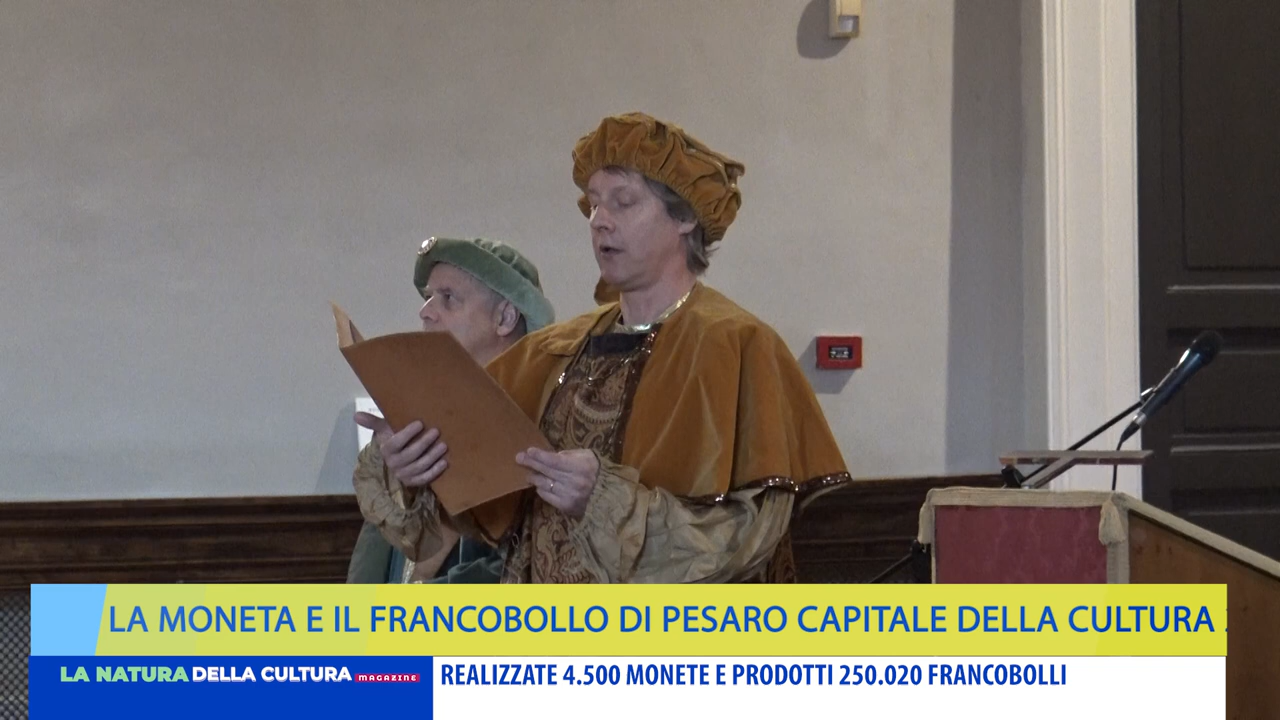 LA MONETA E IL FRANCOBOLLO DI PESARO CAPITALE DELLA CULTURA
LA NATURA DELLA CULTURA MAGAZINE
REALIZZATE 4.500 MONETE E PRODOTTI 250.020 FRANCOBOLLI